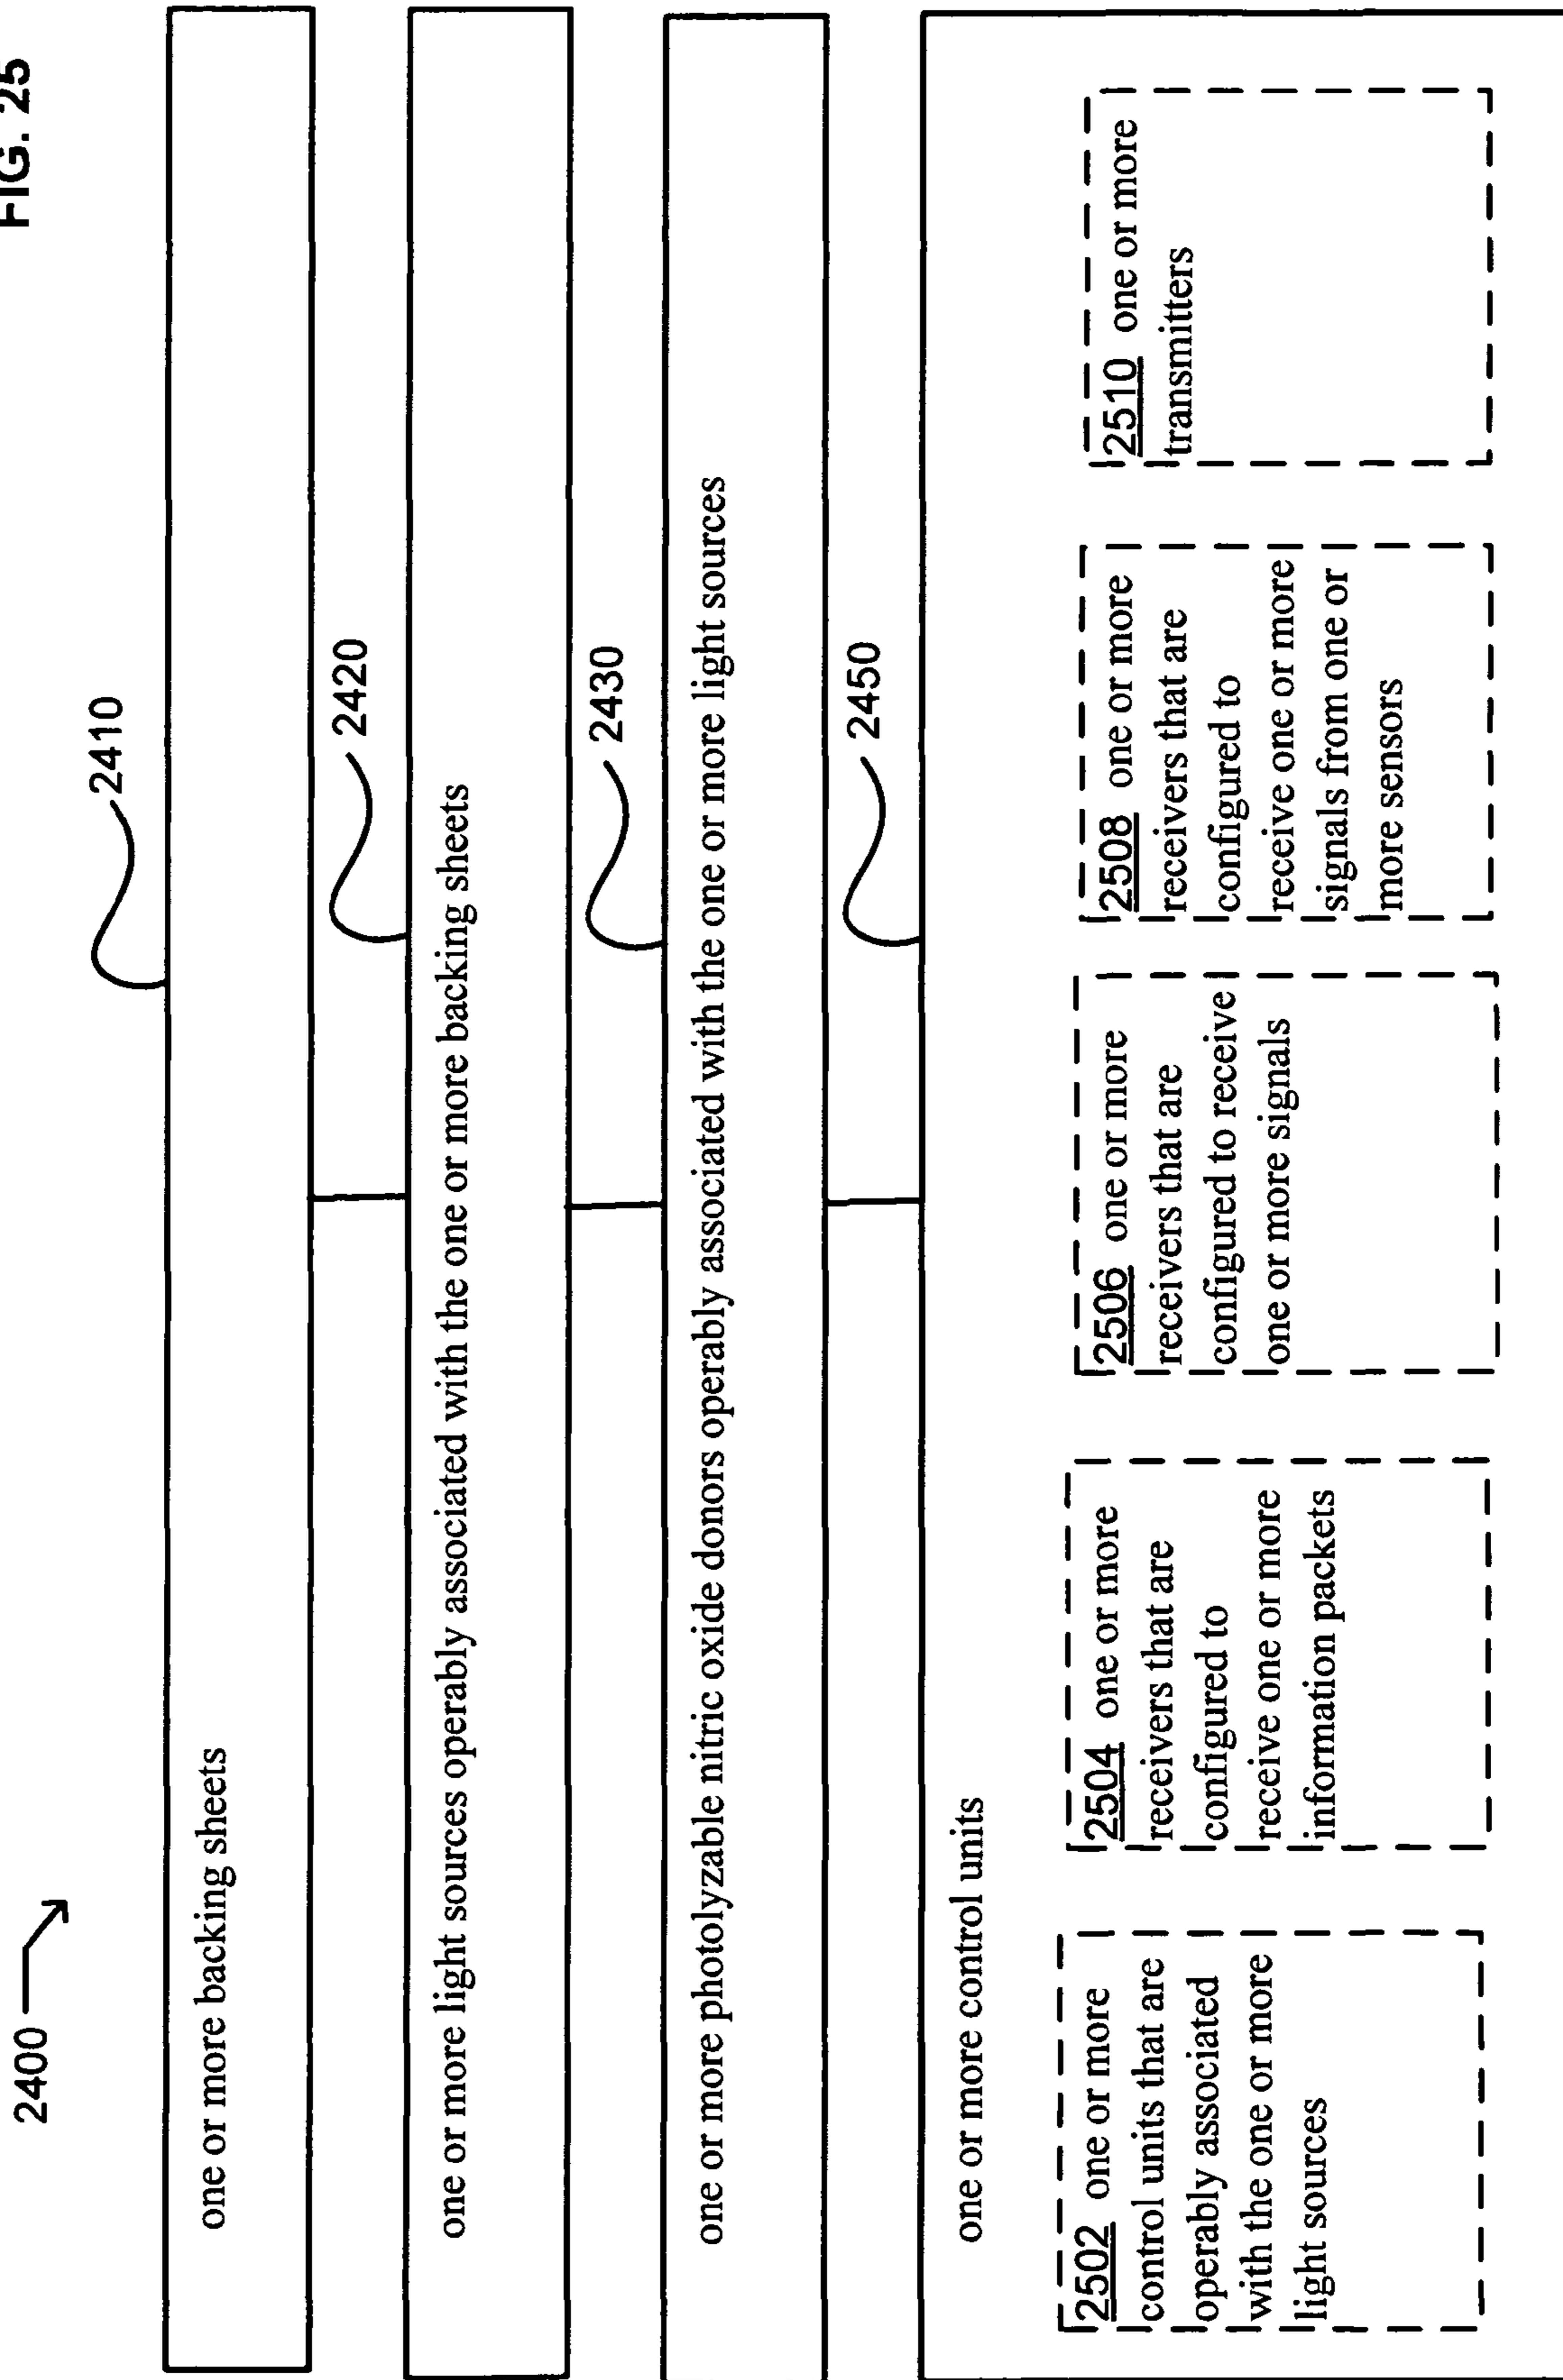 FIG. 25
2400
2410
one or more backing sheets
2420
one or more light sources operably associated with the one or more backing sheets
2430
one or more photolyzable nitric oxide donors operably associated with the one or more light sources
2450
one or more control units
2502 one or more
control units that are
operably associated
with the one or more
light sources
2504 one or more
receivers that are
configured to
receive one or more
information packets
2506 one or more
receivers that are
configured to receive
one or more signals
2508 one or more
receivers that are
configured to
receive one or more
signals from one or
more sensors
2510 one or more
transmitters